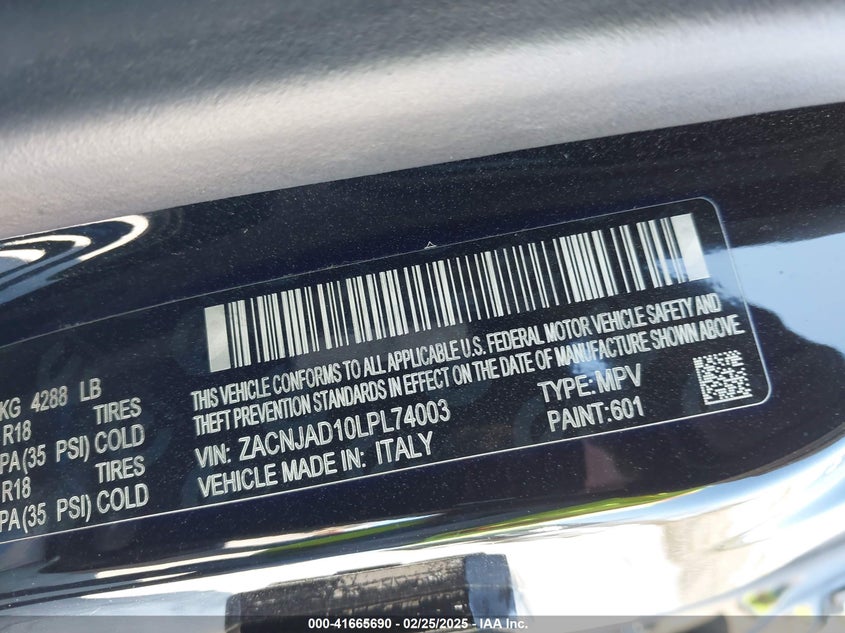 KG 4288 LB
R18 TIRES
PA(35 PSI) COLD
R18 TIRES
PA(35 PSI) COLD
THIS VEHICLE CONFORMS TO ALL APPLICABLE U.S. FEDERAL MOTOR VEHICLE SAFETY AND
THEFT PREVENTION STANDARDS IN EFFECT ON THE DATE OF MANUFACTURE SHOWN ABOVE
VIN: ZACNJAD10LPL74003 TYPE: MPV
VEHICLE MADE IN: ITALY PAINT:601
000-41665690 - 02/25/2025 - IAA Inc.